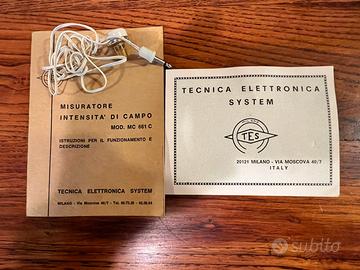 MISURATORE
INTENSITA' DI CAMPO
MOD. MC 661 C
ISTRUZIONI PER IL FUNZIONAMENTO E
DESCRIZIONE
TECNICA ELETTRONICA SYSTEM
MILANO - Via Moscova 40/7 - Tel.
TECNICA ELETTRONICA
SYSTEM
TES
20121 MILANO - VIA MOSCOVA 40/7
ITALY
subito